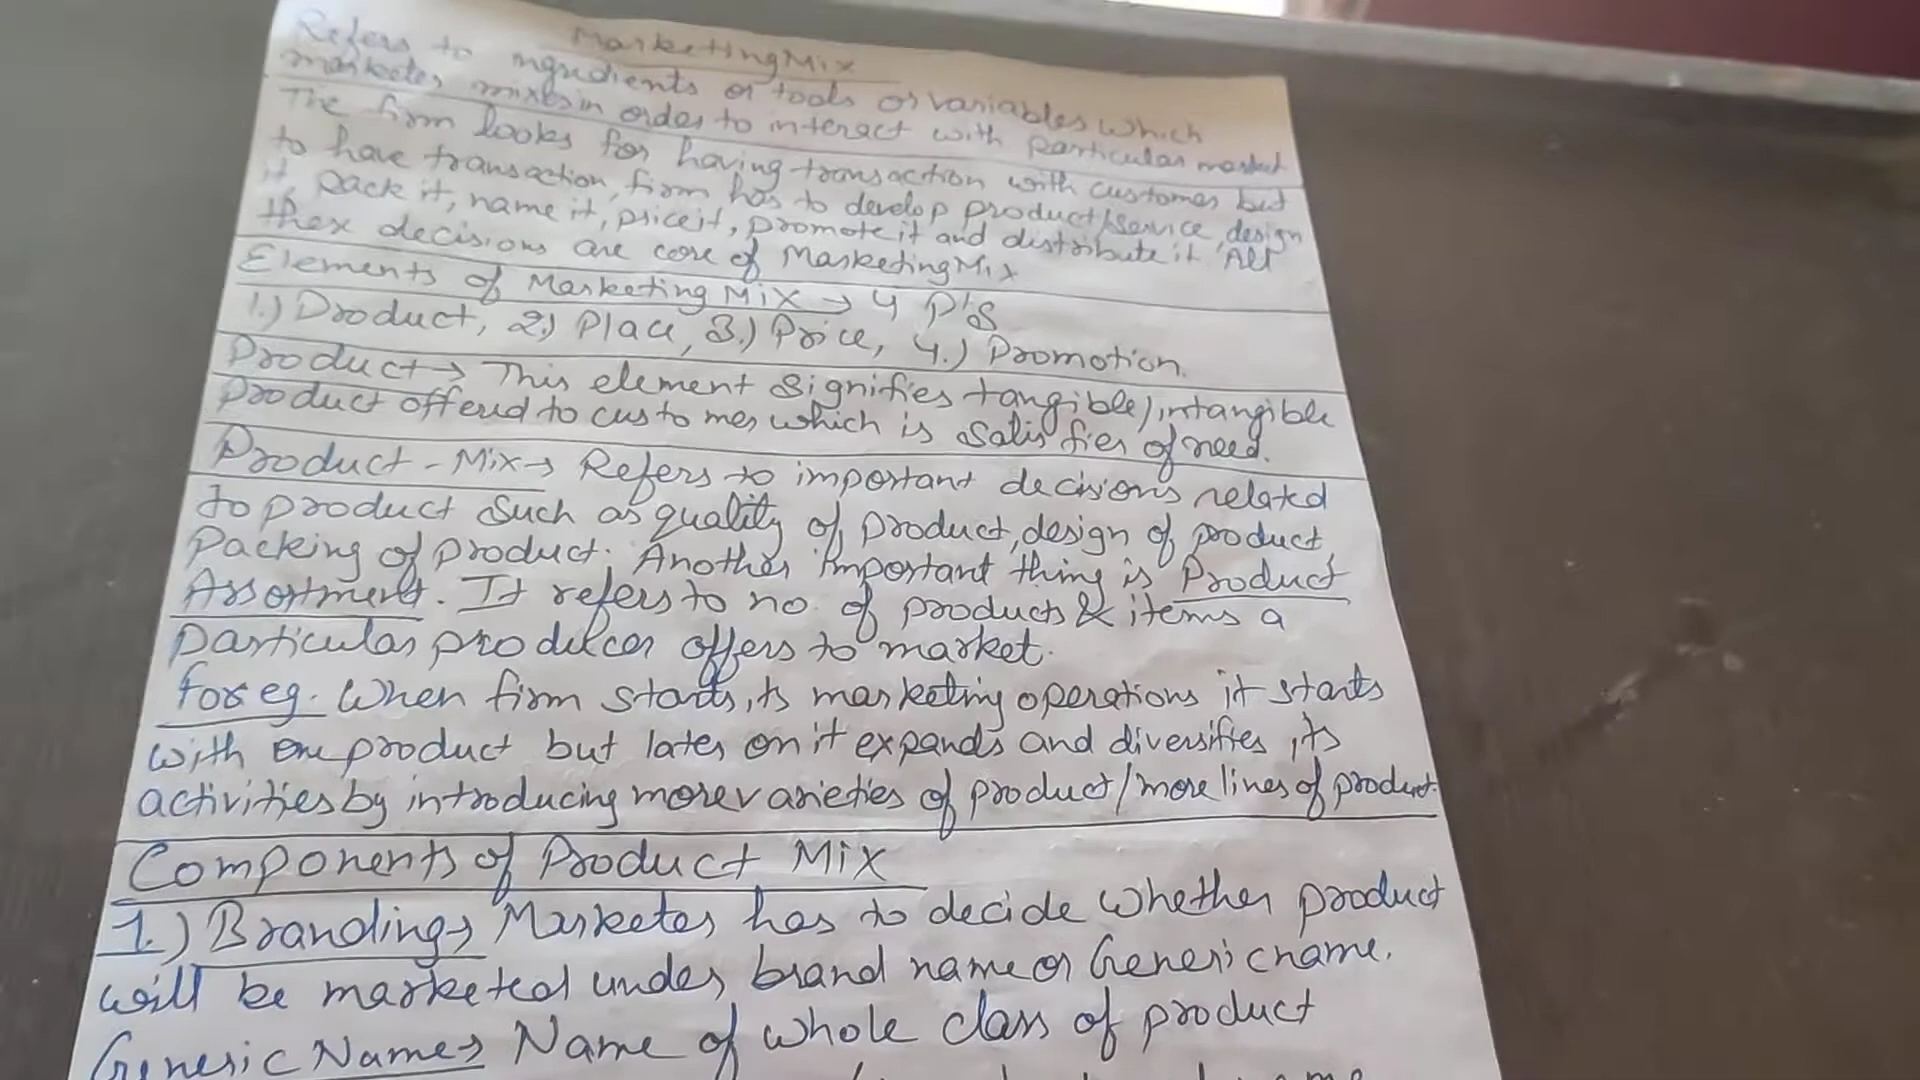 Marketing Mix
Refers to ingredients or tools or variables which
marketer mixes in order to interact with particular market
The firm looks for having transaction with customer but
to have transaction, firm has to develop product/service, design
it, pack it, name it, price it, promote it and distribute it. All
these decisions are core of Marketing Mix
Elements of Marketing Mix → 4 P's
1.) Product, 2.) Place, 3.) Price, 4.) Promotion.
Product → This element signifies tangible/intangible
product offered to customer which is satisfies of need.
Product-Mix → Refers to important decisions related
to product such as quality of product, design of product,
Packing of product. Another important thing is Product
Assortment. It refers to no. of products & items a
particular producer offers to market.
For eg. When firm starts its marketing operations it starts
with one product but later on it expands and diversifies its
activities by introducing more varieties of product/more lines of product.
Components of Product Mix
1.) Branding → Marketer has to decide whether product
will be marketed under brand name or Generic name.
Generic Name → Name of whole class of product